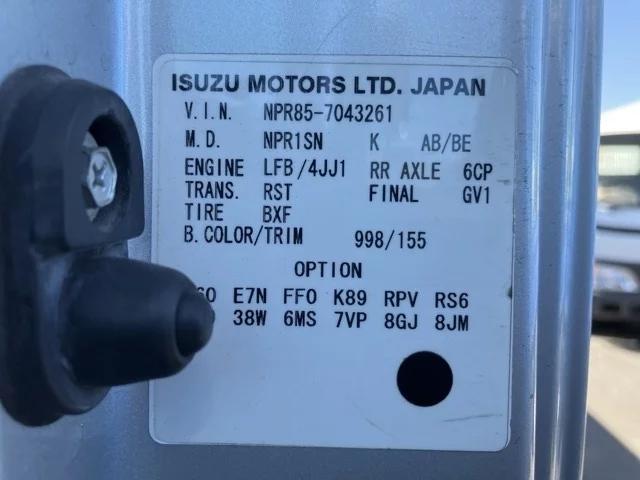 ISUZU MOTORS LTD. JAPAN
V.I.N. NPR85-7043261
M.D. NPR1SN K AB/BE
ENGINE LFB/4JJ1 RR AXLE 6CP
TRANS. RST FINAL GV1
TIRE BXF
B.COLOR/TRIM 998/155
OPTION
E7N FF0 K89 RPV RS6
38W 6MS 7VP 8GJ 8JM